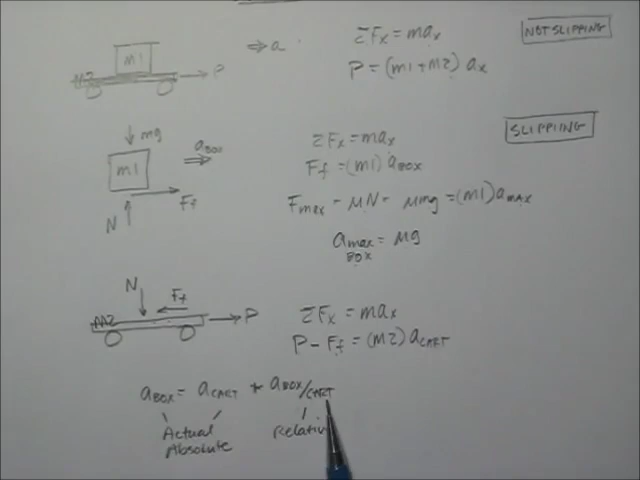 m1
M2
P
⇒ a
ΣFx = max
P = (m1+M2) ax
NOT SLIPPING
SLIPPING
mg
m1
aBOX
Ff
N
ΣFx = max
Ff = (m1) aBOX
Fmax = μN = μmg = (m1) aMAX
amax = μg
BOX
N
Ff
M2
P
ΣFx = max
P - Ff = (M2) aCART
aBOX = aCART + aBOX/CART
Actual
Absolute